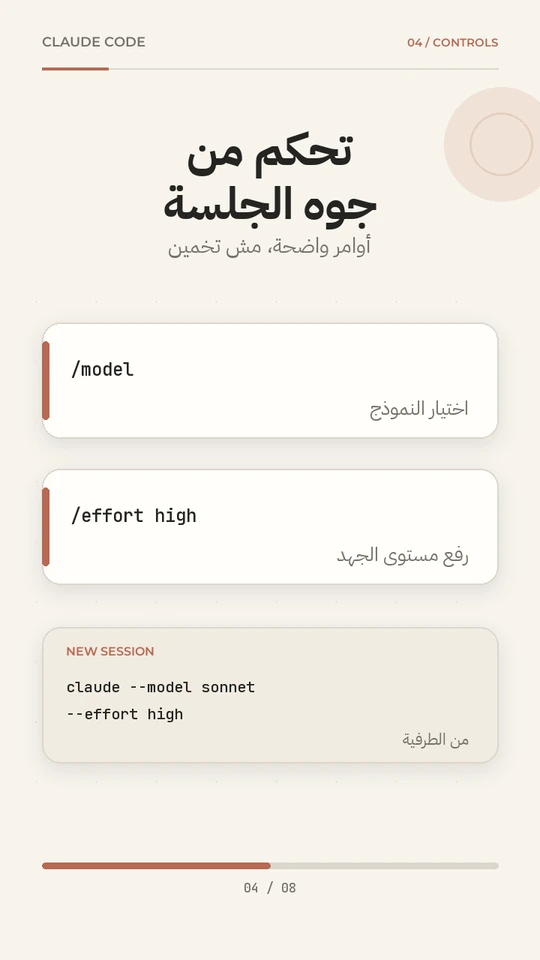 CLAUDE CODE
04 / CONTROLS
تحكم من
جوه الجلسة
أوامر واضحة، مش تخمين
/model
اختيار النموذج
/effort high
رفع مستوى الجهد
NEW SESSION
claude --model sonnet
--effort high
من الطرفية
04 / 08